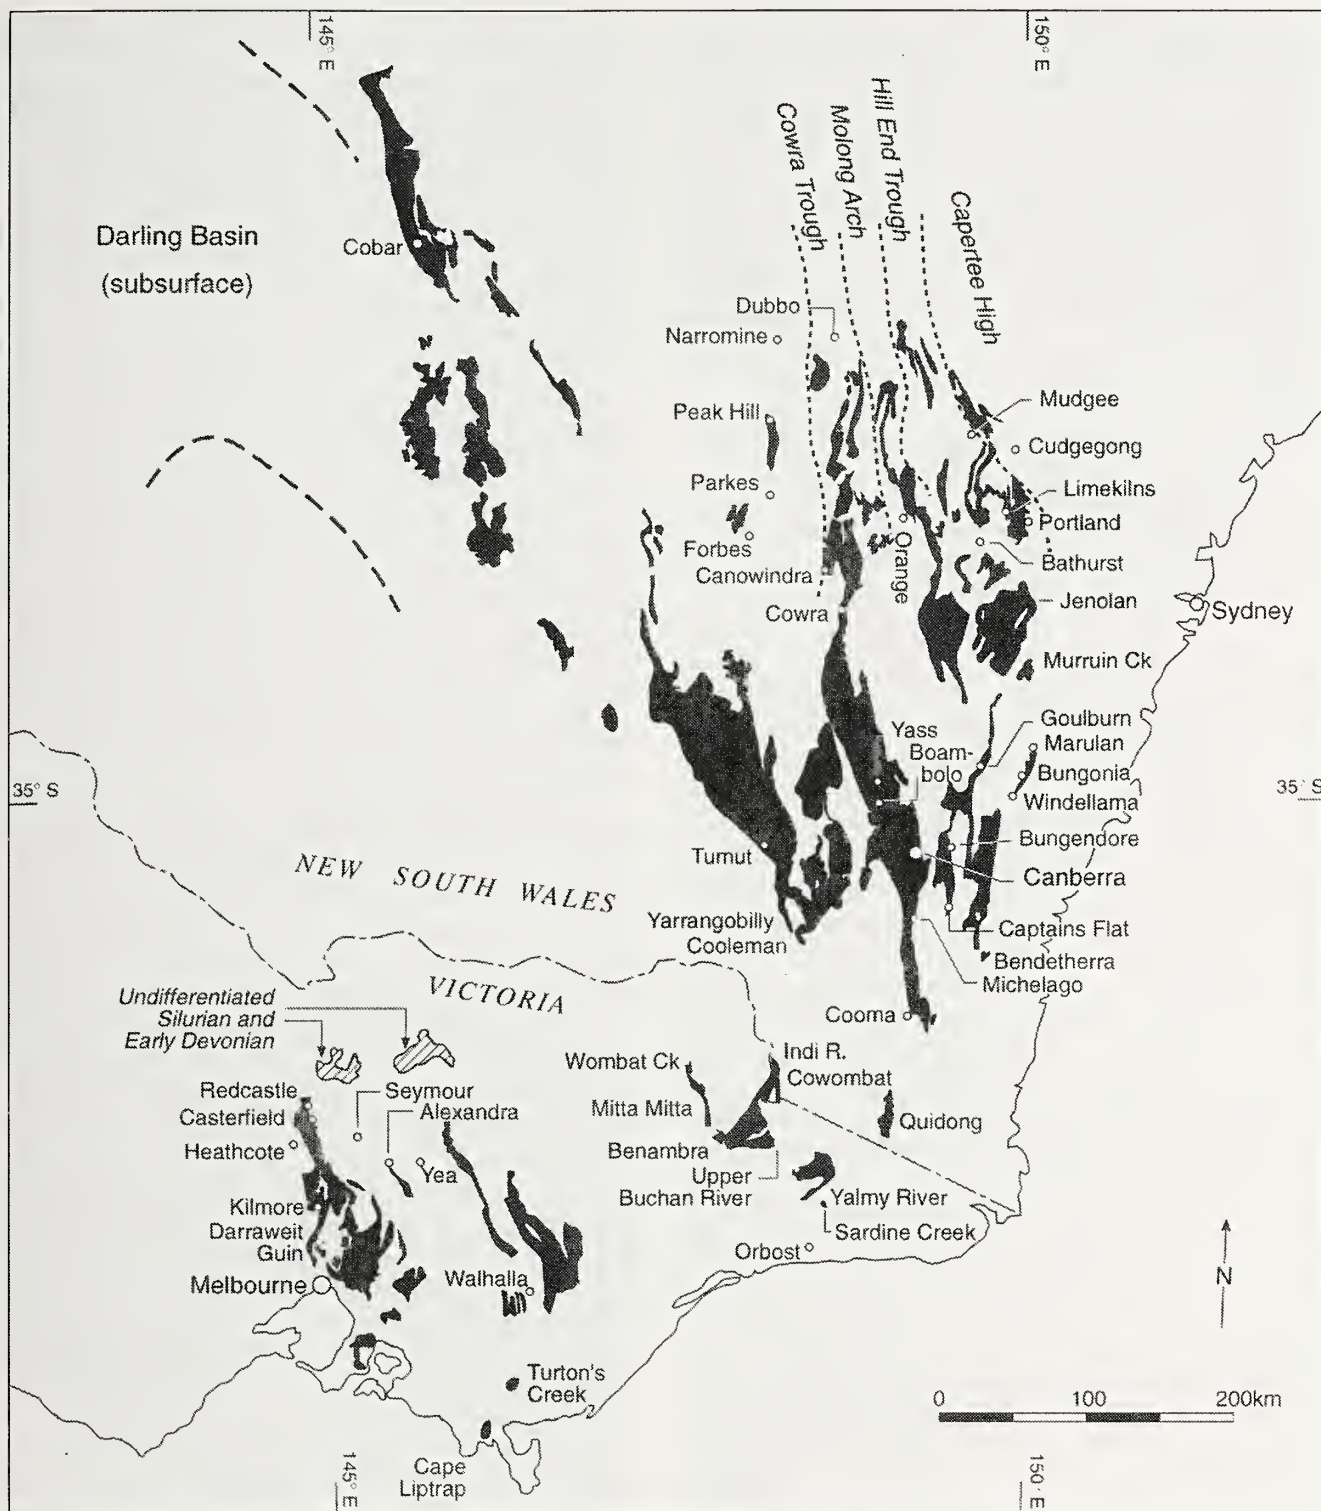 145° E
150° E
Cowra Trough
Molong Arch
Hill End Trough
Capertee High
Darling Basin
(subsurface)
Cobar
Dubbo
Narromine
Peak Hill
Parkes
Forbes
Canowindra
Cowra
Orange
Mudgee
Cudgegong
Limekilns
Portland
Bathurst
Jenolan
Sydney
Murruin Ck
Yass
Boam-
bolo
Goulburn
Marulan
Bungonia
Windellama
35° S
35° S
Bungendore
Canberra
Tumut
NEW SOUTH WALES
Yarrangobilly
Cooleman
Captains Flat
Bendetherra
Michelago
VICTORIA
Cooma
Undifferentiated
Silurian and
Early Devonian
Wombat Ck
Indi R.
Cowombat
Redcastle
Seymour
Casterfield
Alexandra
Mitta Mitta
Quidong
Heathcote
Benambra
Yea
Upper
Buchan River
Kilmore
Yalmy River
Darraweit
Guin
Sardine Creek
Orbost
Melbourne
Walhalla
N
Turton's
Creek
0 100 200km
Cape
Liptrap
145° E
150° E